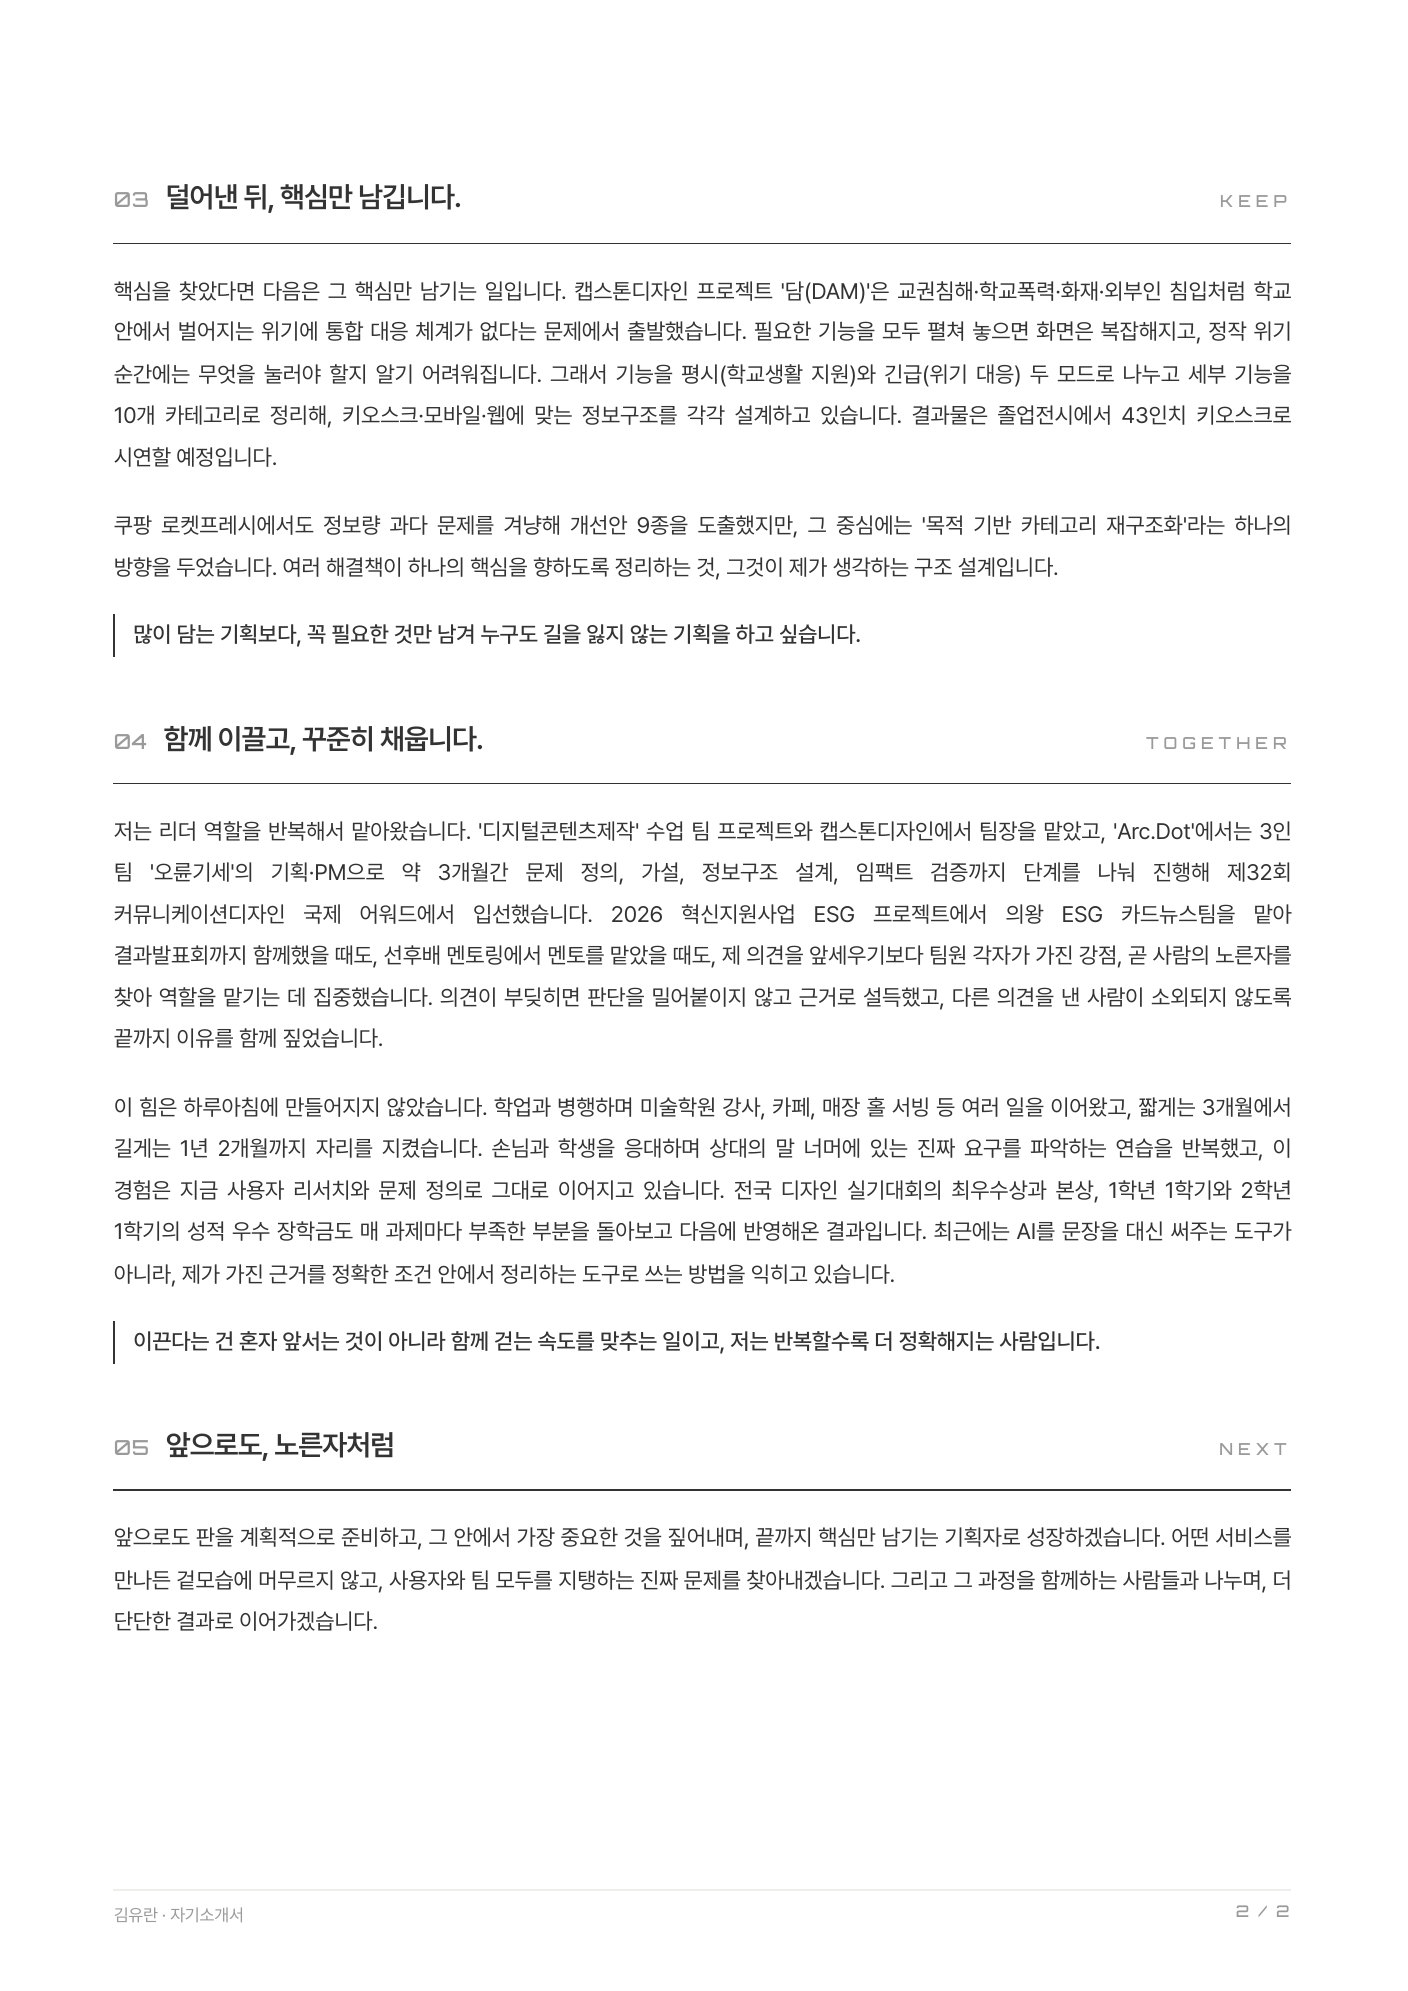 03 덜어낸 뒤, 핵심만 남깁니다. KEEP
핵심을 찾았다면 다음은 그 핵심만 남기는 일입니다. 캡스톤디자인 프로젝트 '담(DAM)'은 교권침해·학교폭력·화재·외부인 침입처럼 학교
안에서 벌어지는 위기에 통합 대응 체계가 없다는 문제에서 출발했습니다. 필요한 기능을 모두 펼쳐 놓으면 화면은 복잡해지고, 정작 위기
순간에는 무엇을 눌러야 할지 알기 어려워집니다. 그래서 기능을 평시(학교생활 지원)와 긴급(위기 대응) 두 모드로 나누고 세부 기능을
10개 카테고리로 정리해, 키오스크·모바일·웹에 맞는 정보구조를 각각 설계하고 있습니다. 결과물은 졸업전시에서 43인치 키오스크로
시연할 예정입니다.
쿠팡 로켓프레시에서도 정보량 과다 문제를 겨냥해 개선안 9종을 도출했지만, 그 중심에는 '목적 기반 카테고리 재구조화'라는 하나의
방향을 두었습니다. 여러 해결책이 하나의 핵심을 향하도록 정리하는 것, 그것이 제가 생각하는 구조 설계입니다.
많이 담는 기획보다, 꼭 필요한 것만 남겨 누구도 길을 잃지 않는 기획을 하고 싶습니다.
04 함께 이끌고, 꾸준히 채웁니다. TOGETHER
저는 리더 역할을 반복해서 맡아왔습니다. '디지털콘텐츠제작' 수업 팀 프로젝트와 캡스톤디자인에서 팀장을 맡았고, 'Arc.Dot'에서는 3인
팀 '오륜기세'의 기획·PM으로 약 3개월간 문제 정의, 가설, 정보구조 설계, 임팩트 검증까지 단계를 나눠 진행해 제32회
커뮤니케이션디자인 국제 어워드에서 입선했습니다. 2026 혁신지원사업 ESG 프로젝트에서 의왕 ESG 카드뉴스팀을 맡아
결과발표회까지 함께했을 때도, 선후배 멘토링에서 멘토를 맡았을 때도, 제 의견을 앞세우기보다 팀원 각자가 가진 강점, 곧 사람의 노른자를
찾아 역할을 맡기는 데 집중했습니다. 의견이 부딪히면 판단을 밀어붙이지 않고 근거로 설득했고, 다른 의견을 낸 사람이 소외되지 않도록
끝까지 이유를 함께 짚었습니다.
이 힘은 하루아침에 만들어지지 않았습니다. 학업과 병행하며 미술학원 강사, 카페, 매장 홀 서빙 등 여러 일을 이어왔고, 짧게는 3개월에서
길게는 1년 2개월까지 자리를 지켰습니다. 손님과 학생을 응대하며 상대의 말 너머에 있는 진짜 요구를 파악하는 연습을 반복했고, 이
경험은 지금 사용자 리서치와 문제 정의로 그대로 이어지고 있습니다. 전국 디자인 실기대회의 최우수상과 본상, 1학년 1학기와 2학년
1학기의 성적 우수 장학금도 매 과제마다 부족한 부분을 돌아보고 다음에 반영해온 결과입니다. 최근에는 AI를 문장을 대신 써주는 도구가
아니라, 제가 가진 근거를 정확한 조건 안에서 정리하는 도구로 쓰는 방법을 익히고 있습니다.
이끈다는 건 혼자 앞서는 것이 아니라 함께 걷는 속도를 맞추는 일이고, 저는 반복할수록 더 정확해지는 사람입니다.
05 앞으로도, 노른자처럼 NEXT
앞으로도 판을 계획적으로 준비하고, 그 안에서 가장 중요한 것을 짚어내며, 끝까지 핵심만 남기는 기획자로 성장하겠습니다. 어떤 서비스를
만나든 겉모습에 머무르지 않고, 사용자와 팀 모두를 지탱하는 진짜 문제를 찾아내겠습니다. 그리고 그 과정을 함께하는 사람들과 나누며, 더
단단한 결과로 이어가겠습니다.
김유란 · 자기소개서 2 / 2